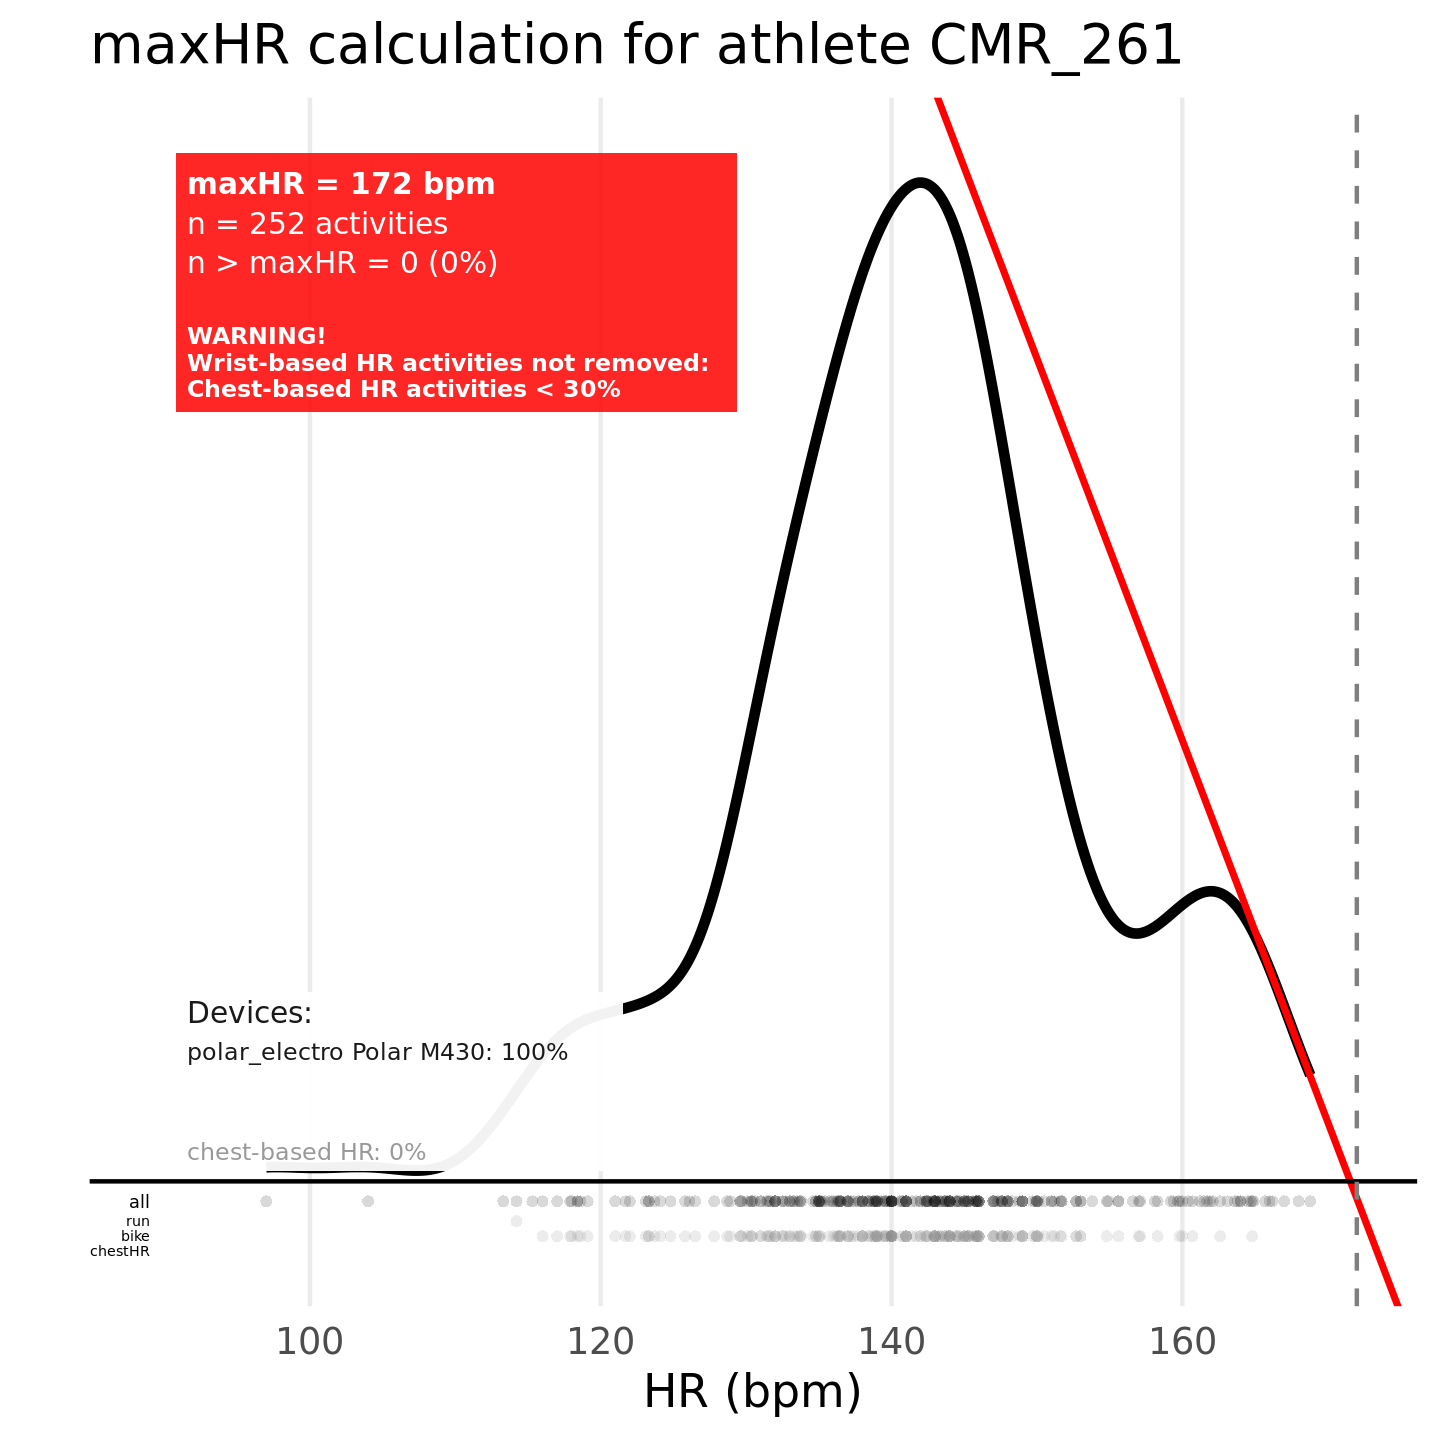 maxHR calculation for athlete CMR_261
maxHR = 172 bpm
n = 252 activities
n > maxHR = 0 (0%)
WARNING!
Wrist-based HR activities not removed:
Chest-based HR activities < 30%
Devices:
polar_electro Polar M430: 100%
chest-based HR: 0%
all
run
bike
chestHR
100 120 140 160
HR (bpm)